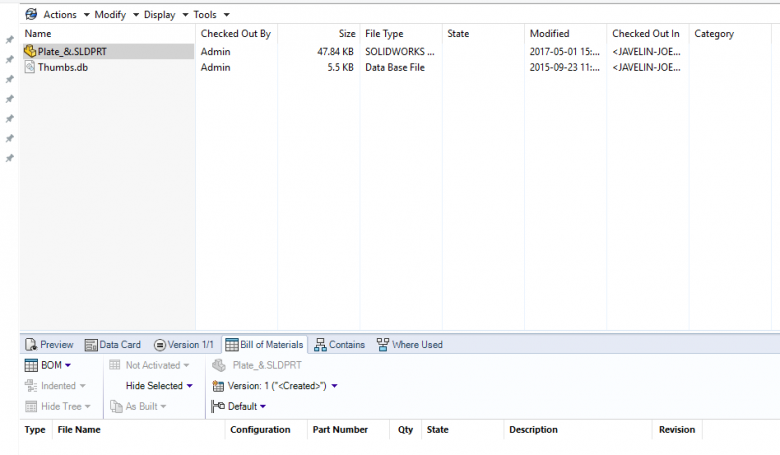 Actions Modify Display Tools
Name Checked Out By Size File Type State Modified Checked Out In Category
Plate_&.SLDPRT Admin 47.84 KB SOLIDWORKS ... 2017-05-01 15:... <JAVELIN-JOE...
Thumbs.db Admin 5.5 KB Data Base File 2015-09-23 11:... <JAVELIN-JOE...
Preview Data Card Version 1/1 Bill of Materials Contains Where Used
BOM Not Activated Plate_&.SLDPRT
Indented Hide Selected Version: 1 ("<Created>")
Hide Tree As Built Default
Type File Name Configuration Part Number Qty State Description Revision